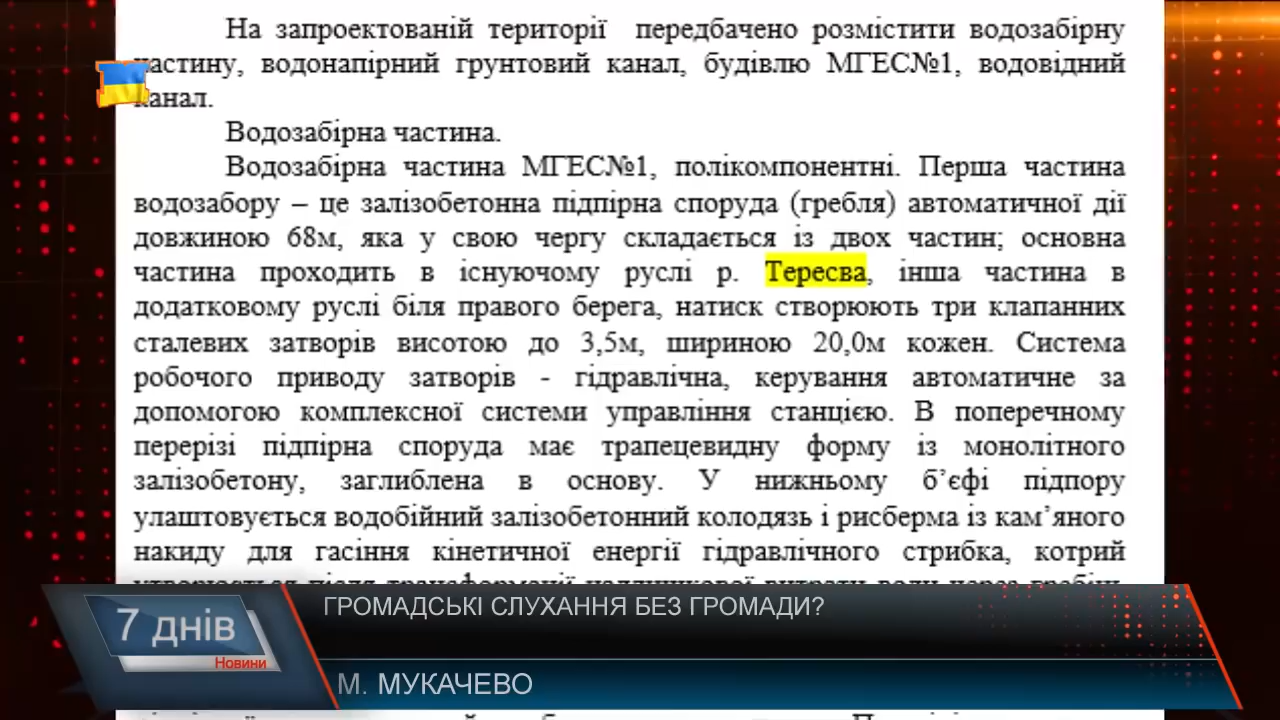 На запроектованій території передбачено розмістити водозабірну
частину, водонапірний грунтовий канал, будівлю МГЕС№1, водовідний
канал.
Водозабірна частина.
Водозабірна частина МГЕС№1, полікомпонентні. Перша частина
водозабору – це залізобетонна підпірна споруда (гребля) автоматичної дії
довжиною 68м, яка у свою чергу складається із двох частин; основна
частина проходить в існуючому руслі р. Тересва, інша частина в
додатковому руслі біля правого берега, натиск створюють три клапанних
сталевих затворів висотою до 3,5м, шириною 20,0м кожен. Система
робочого приводу затворів - гідравлічна, керування автоматичне за
допомогою комплексної системи управління станцією. В поперечному
перерізі підпірна споруда має трапецевидну форму із монолітного
залізобетону, заглиблена в основу. У нижньому б’єфі підпору
улаштовується водобійний залізобетонний колодязь і рисберма із кам’яного
накиду для гасіння кінетичної енергії гідравлічного стрибка, котрий
7 днів
Новини
ГРОМАДСЬКІ СЛУХАННЯ БЕЗ ГРОМАДИ?
М. МУКАЧЕВО